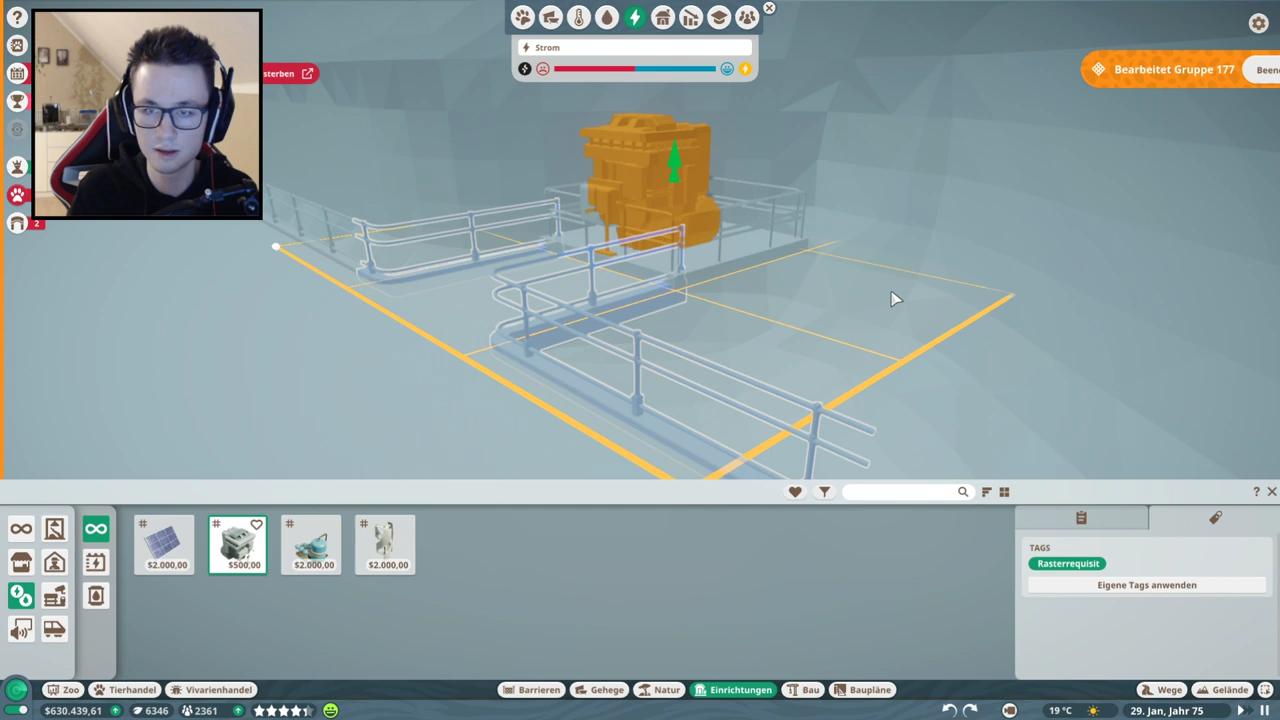 ?
Strom
sterben
Bearbeitet Gruppe 177
Been
2
?
$2.000,00
$500,00
$2.000,00
$2.000,00
TAGS
Rasterrequisit
Eigene Tags anwenden
Zoo
Tierhandel
Vivarienhandel
Barrieren
Gehege
Natur
Einrichtungen
Bau
Baupläne
Wege
Gelände
$630.439,61
6346
2361
19 °C
29. Jan, Jahr 75